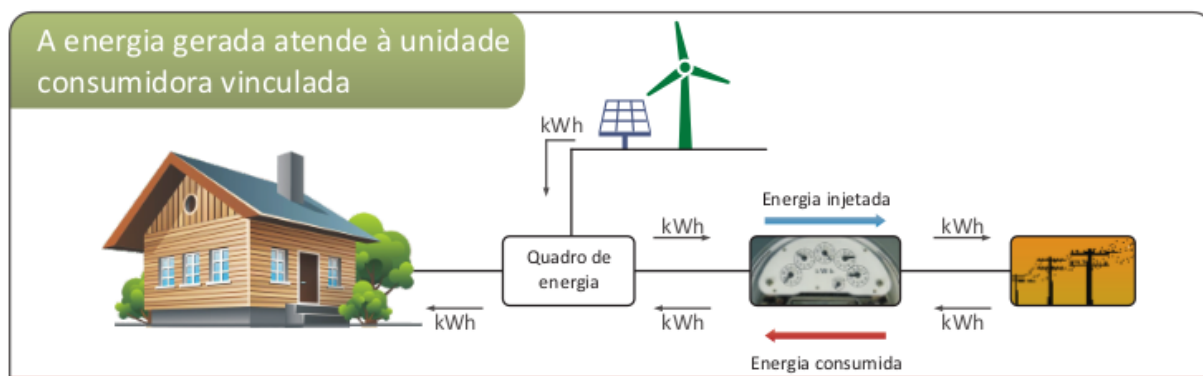 A energia gerada atende à unidade
consumidora vinculada
kWh
Energia injetada
kWh
kWh
Quadro de
energia
kWh
kWh
kWh
kWh
Energia consumida